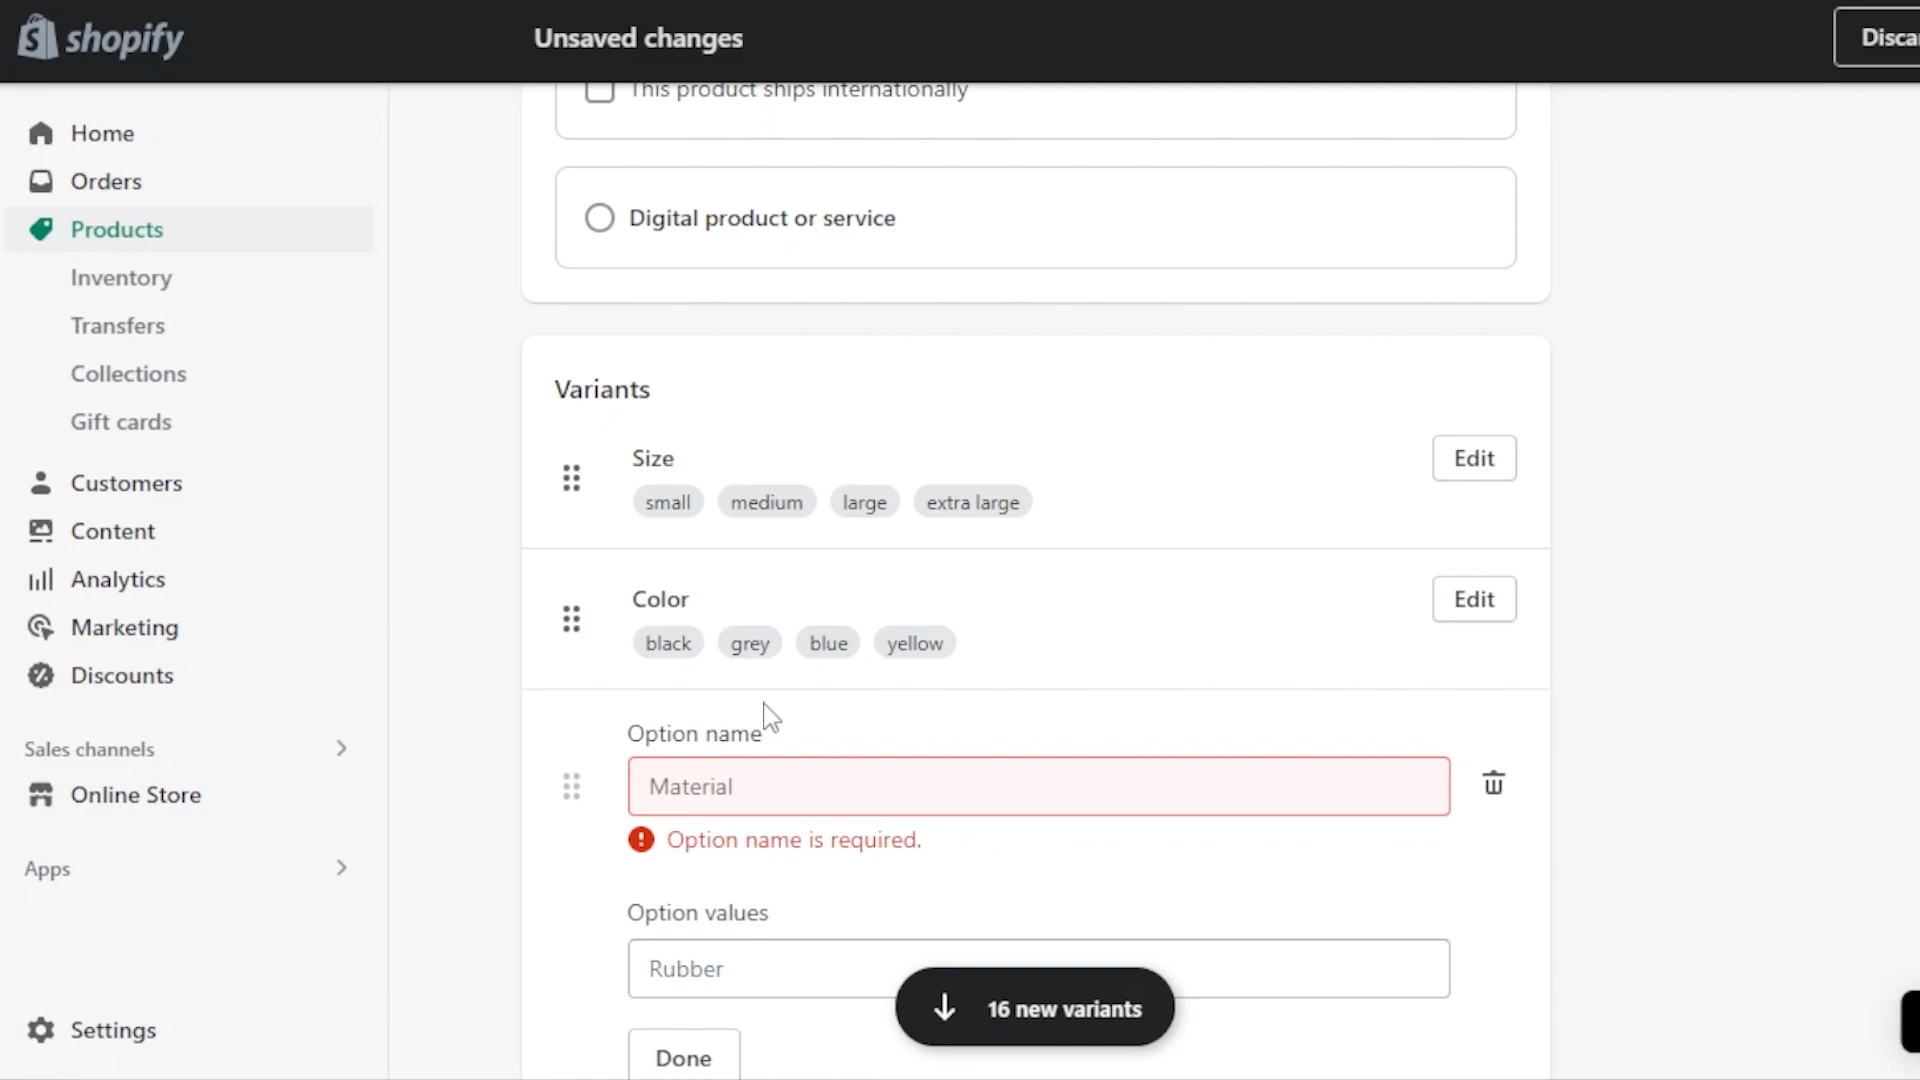 shopify
Unsaved changes
This product ships internationally
Home
Orders
Digital product or service
Products
Inventory
Transfers
Collections
Gift cards
Customers
Content
Analytics
Marketing
Discounts
Sales channels
Online Store
Apps
Settings
Variants
Size
Edit
small medium large extra large
Color
Edit
black grey blue yellow
Option name
Material
Option name is required.
Option values
Rubber
16 new variants
Done